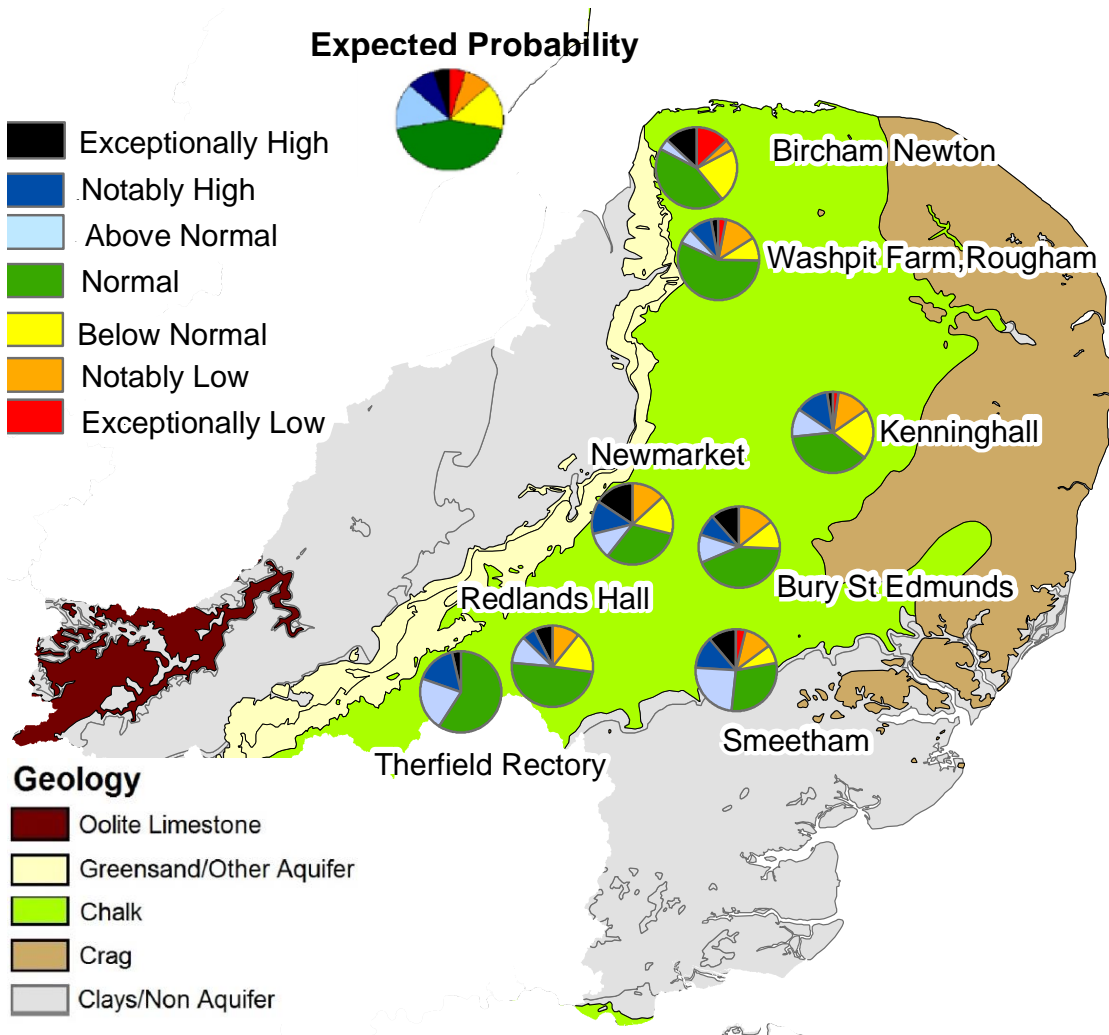 Expected Probability
Exceptionally High
Notably High
Above Normal
Normal
Below Normal
Notably Low
Exceptionally Low
Bircham Newton
Washpit Farm,Rougham
Kenninghall
Newmarket
Bury St Edmunds
Redlands Hall
Smeetham
Therfield Rectory
Geology
Oolite Limestone
Greensand/Other Aquifer
Chalk
Crag
Clays/Non Aquifer